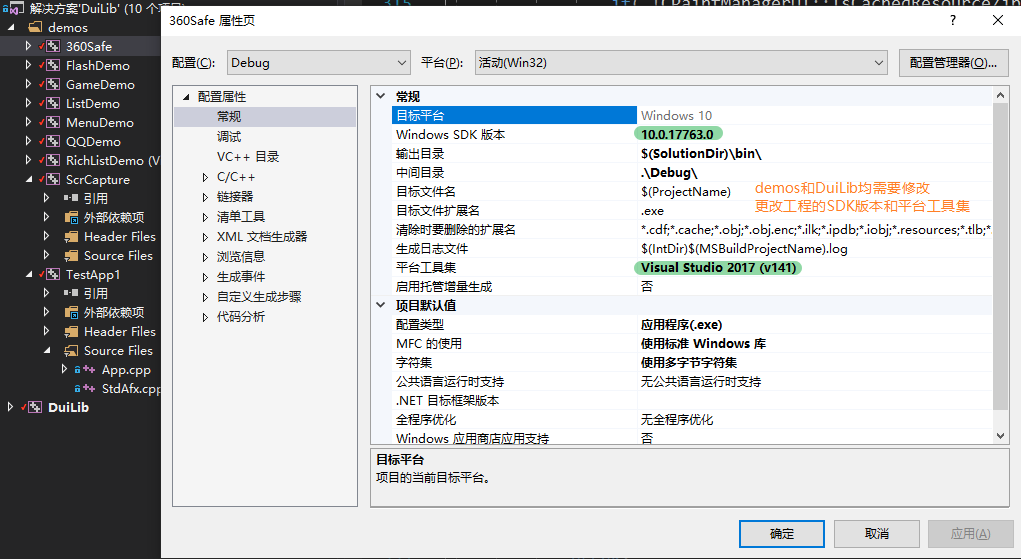 解决方案'DuiLib' (10 个项目)
demos
360Safe
FlashDemo
GameDemo
ListDemo
MenuDemo
QQDemo
RichListDemo (V
ScrCapture
引用
外部依赖项
Header Files
Source Files
TestApp1
引用
外部依赖项
Header Files
Source Files
App.cpp
StdAfx.cpp
DuiLib
315
360Safe 属性页
? ×
配置(C): Debug 平台(P): 活动(Win32) 配置管理器(O)...
配置属性
常规
调试
VC++ 目录
C/C++
链接器
清单工具
XML 文档生成器
浏览信息
生成事件
自定义生成步骤
代码分析
常规
目标平台 Windows 10
Windows SDK 版本 10.0.17763.0
输出目录 $(SolutionDir)\bin\
中间目录 .\Debug\
目标文件名 $(ProjectName)
目标文件扩展名 .exe
清除时要删除的扩展名 *.cdf;*.cache;*.obj;*.obj.enc;*.ilk;*.ipdb;*.iobj;*.resources;*.tlb;*
生成日志文件 $(IntDir)$(MSBuildProjectName).log
平台工具集 Visual Studio 2017 (v141)
启用托管增量生成 否
demos和DuiLib均需要修改
更改工程的SDK版本和平台工具集
项目默认值
配置类型 应用程序(.exe)
MFC 的使用 使用标准 Windows 库
字符集 使用多字节字符集
公共语言运行时支持 无公共语言运行时支持
.NET 目标框架版本
全程序优化 无全程序优化
Windows 应用商店应用支持 否
目标平台
项目的当前目标平台。
确定 取消 应用(A)